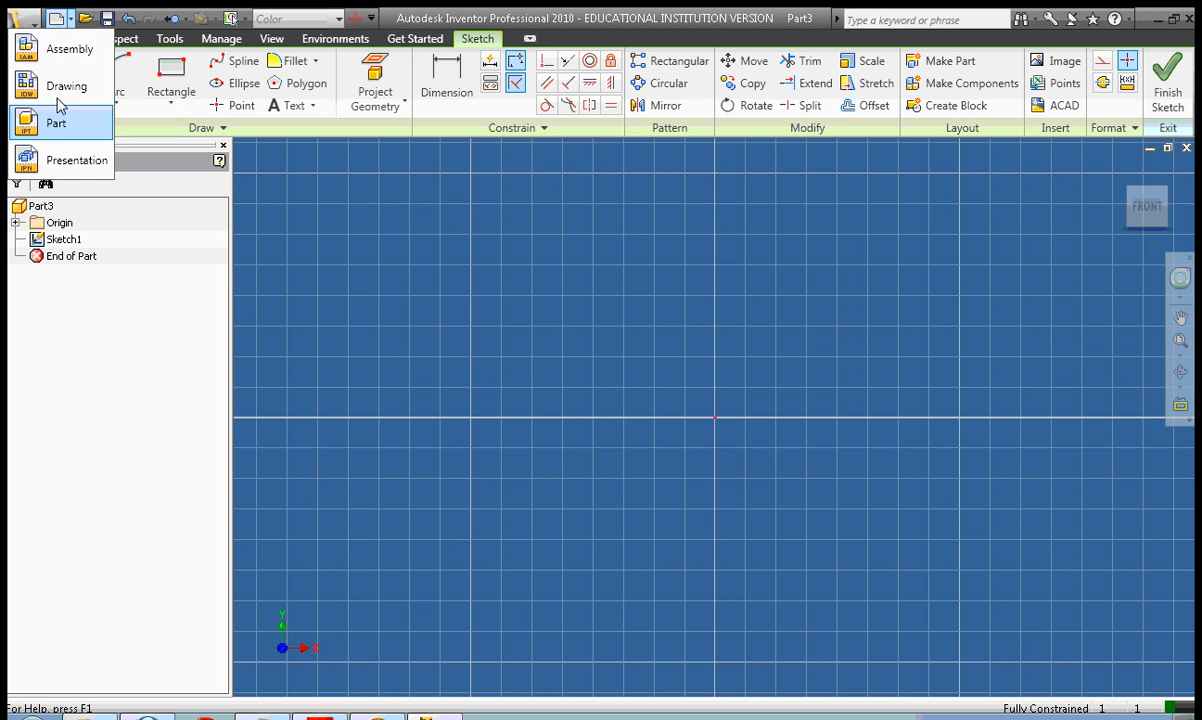 Color
Autodesk Inventor Professional 2010 - EDUCATIONAL INSTITUTION VERSION Part3
Type a keyword or phrase
Tools Manage View Environments Get Started Sketch
Assembly
IAM
Drawing
IDW
Part
IPT
Presentation
IPN
Rectangle
Spline Fillet
Ellipse Polygon
Point Text
Project Geometry
Dimension
Rectangular
Circular
Mirror
Move Trim Scale
Copy Extend Stretch
Rotate Split Offset
Make Part
Make Components
Create Block
Image
Points
ACAD
Finish Sketch
Draw Constrain Pattern Modify Layout Insert Format Exit
Part3
Origin
Sketch1
End of Part
FRONT
Y
X
For Help, press F1
Fully Constrained 1 1